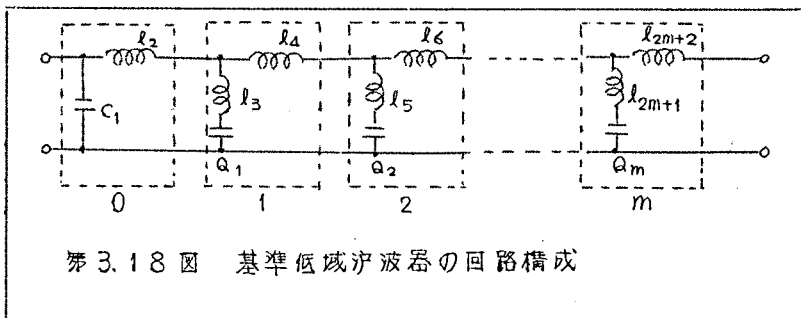 l2 l4 l6 l2m+2
C1 l3 l5 l2m+1
Q1 Q2 Qm
0 1 2 m
第3.18図 基準低域沪波器の回路構成